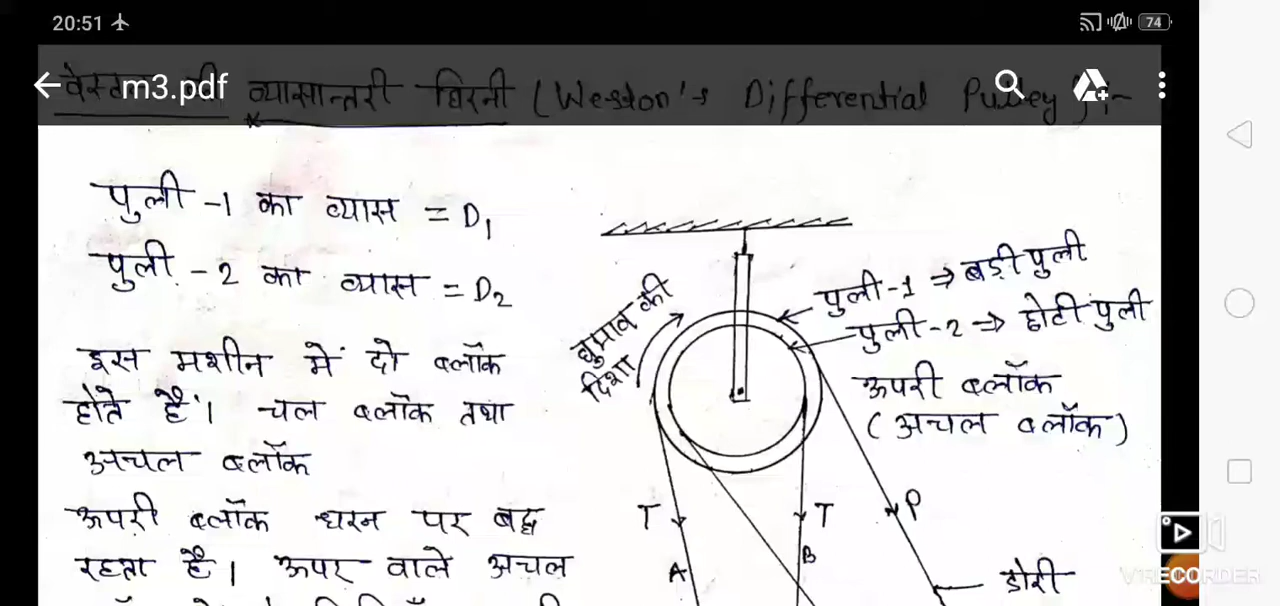 20:51
74
m3.pdf
व्यासान्तरी घिरनी (Weston's Differential Pulley):-
पुली -1 का व्यास = D1
पुली -2 का व्यास = D2
इस मशीन में दो ब्लॉक
होते हैं। चल ब्लॉक तथा
अचल ब्लॉक
ऊपरी ब्लॉक धरन पर बद्ध
रहता है। ऊपर वाले अचल
घुमाव की
दिशा
पुली-1 ⇒ बड़ी पुली
पुली-2 ⇒ छोटी पुली
ऊपरी ब्लॉक
(अचल ब्लॉक)
T
T
P
A
B
डोरी
VRECORDER